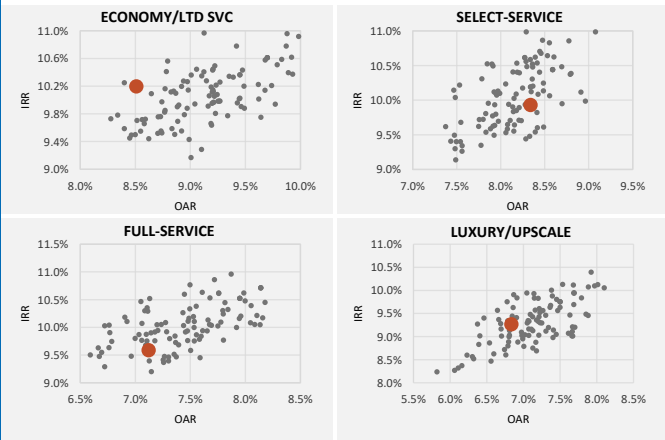 ECONOMY/LTD SVC
11.0%
10.6%
10.2%
9.8%
9.4%
9.0%
IRR
8.0% 8.5% 9.0% 9.5% 10.0%
OAR
SELECT-SERVICE
11.0%
10.5%
10.0%
9.5%
9.0%
IRR
7.0% 7.5% 8.0% 8.5% 9.0% 9.5%
OAR
FULL-SERVICE
11.5%
11.0%
10.5%
10.0%
9.5%
9.0%
IRR
6.5% 7.0% 7.5% 8.0% 8.5%
OAR
LUXURY/UPSCALE
11.0%
10.5%
10.0%
9.5%
9.0%
8.5%
8.0%
IRR
5.5% 6.0% 6.5% 7.0% 7.5% 8.0% 8.5%
OAR